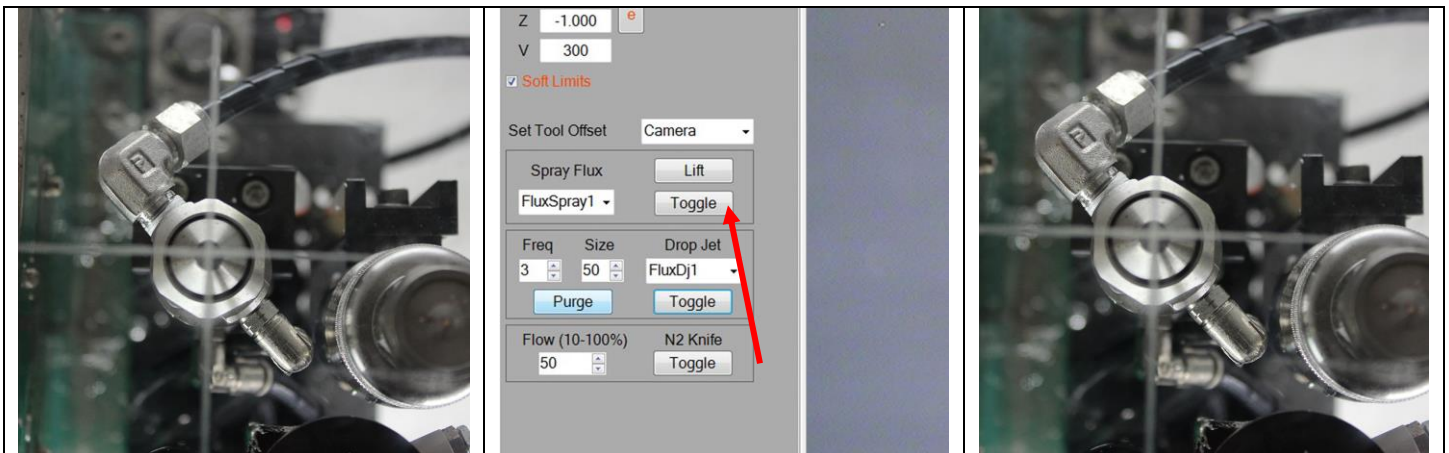 Z -1.000 e
V 300
Soft Limits
Set Tool Offset Camera
Spray Flux Lift
FluxSpray1 Toggle
Freq Size Drop Jet
3 50 FluxDj1
Purge Toggle
Flow (10-100%) N2 Knife
50 Toggle